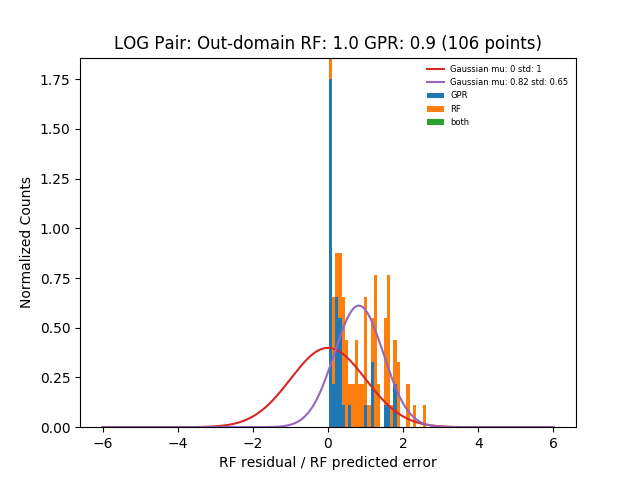 LOG Pair: Out-domain RF: 1.0 GPR: 0.9 (106 points)
Gaussian mu: 0 std: 1
Gaussian mu: 0.82 std: 0.65
GPR
RF
both
Normalized Counts
1.75
1.50
1.25
1.00
0.75
0.50
0.25
0.00
−6 −4 −2 0 2 4 6
RF residual / RF predicted error